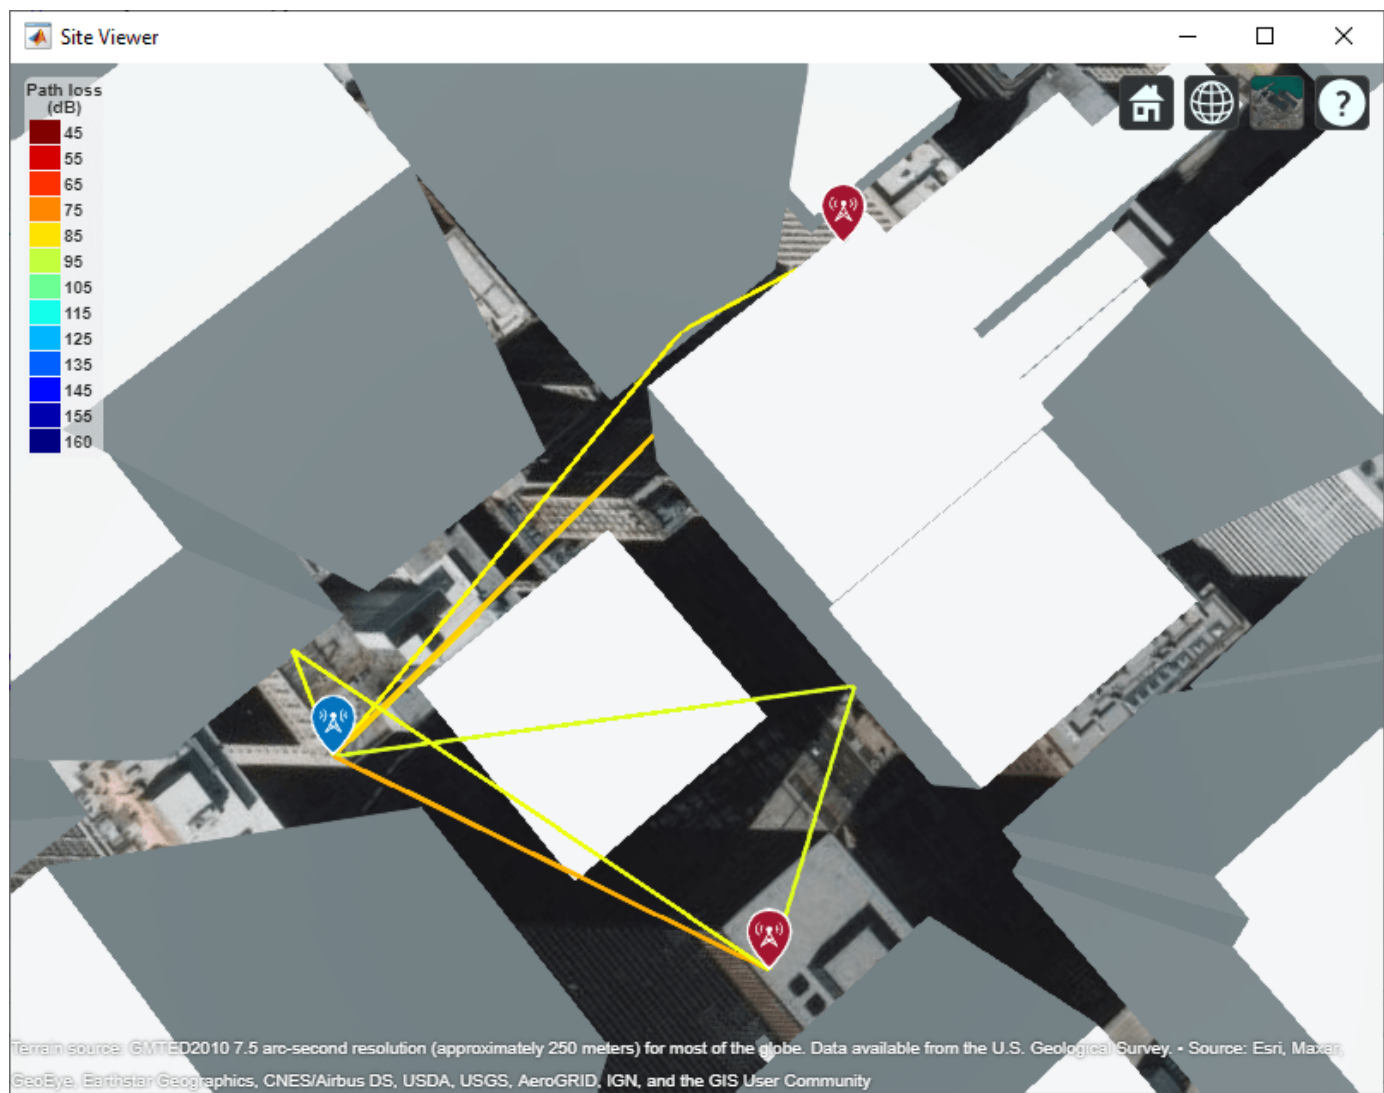 Site Viewer
Path loss
(dB)
45
55
65
75
85
95
105
115
125
135
145
155
160
?
Terrain source: GMTED2010 7.5 arc-second resolution (approximately 250 meters) for most of the globe. Data available from the U.S. Geological Survey. • Source: Esri, Maxar,
GeoEye, Earthstar Geographics, CNES/Airbus DS, USDA, USGS, AeroGRID, IGN, and the GIS User Community